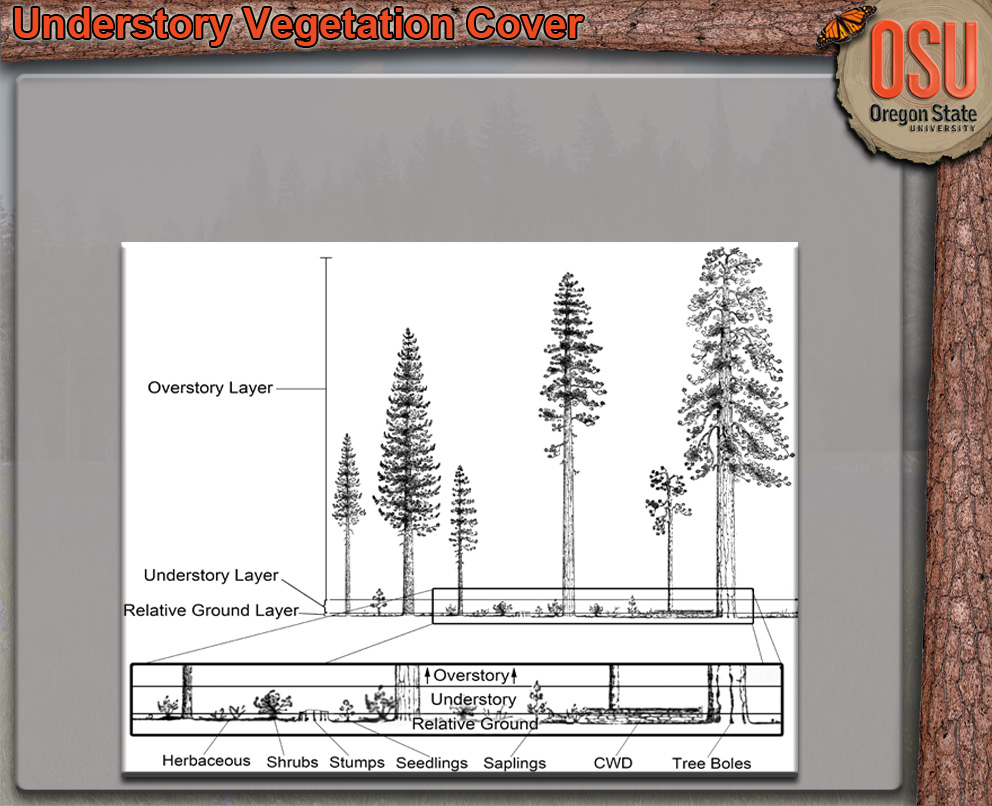 Understory Vegetation Cover
OSU
Oregon State
UNIVERSITY
Overstory Layer
Understory Layer
Relative Ground Layer
Overstory
Understory
Relative Ground
Herbaceous Shrubs Stumps Seedlings Saplings CWD Tree Boles